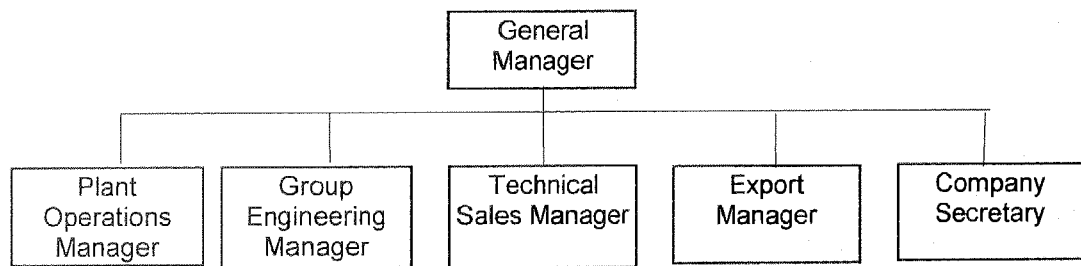 General
Manager
Plant
Operations
Manager
Group
Engineering
Manager
Technical
Sales Manager
Export
Manager
Company
Secretary